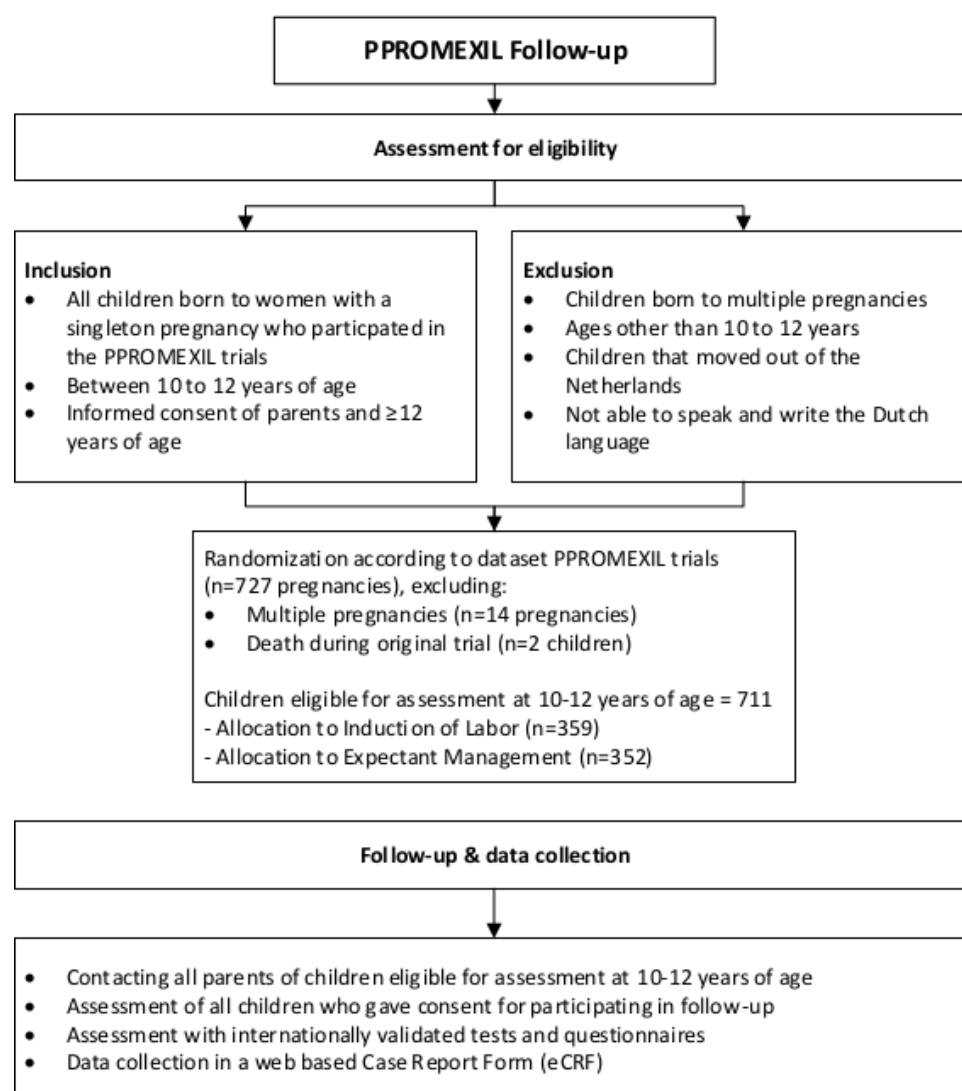 PPROMEXIL Follow-up
Assessment for eligibility
Inclusion
• All children born to women with a
singleton pregnancy who particpated in
the PPROMEXIL trials
• Between 10 to 12 years of age
• Informed consent of parents and ≥12
years of age
Exclusion
• Children born to multiple pregnancies
• Ages other than 10 to 12 years
• Children that moved out of the
Netherlands
• Not able to speak and write the Dutch
language
Randomization according to dataset PPROMEXIL trials
(n=727 pregnancies), excluding:
• Multiple pregnancies (n=14 pregnancies)
• Death during original trial (n=2 children)
Children eligible for assessment at 10-12 years of age = 711
- Allocation to Induction of Labor (n=359)
- Allocation to Expectant Management (n=352)
Follow-up & data collection
• Contacting all parents of children eligible for assessment at 10-12 years of age
• Assessment of all children who gave consent for participating in follow-up
• Assessment with internationally validated tests and questionnaires
• Data collection in a web based Case Report Form (eCRF)